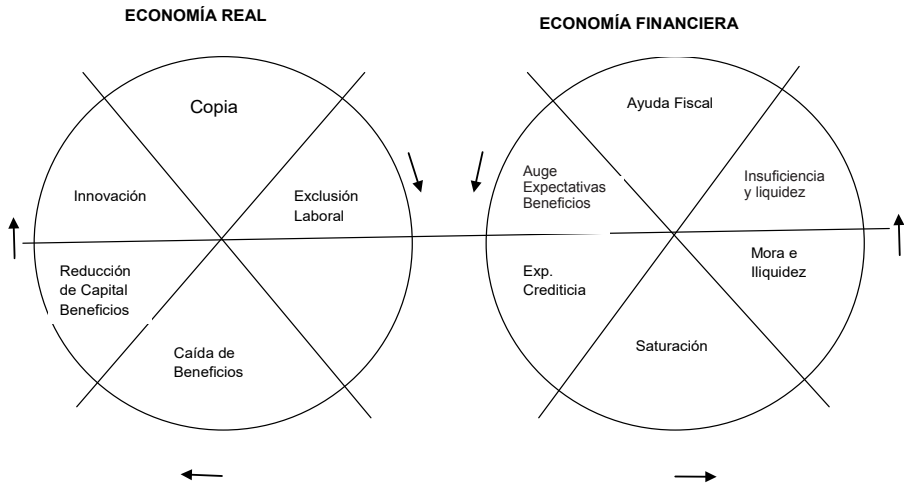 ECONOMÍA REAL
Copia
Innovación
Exclusión
Laboral
Reducción
de Capital
Beneficios
Caída de
Beneficios
ECONOMÍA FINANCIERA
Ayuda Fiscal
Auge
Expectativas
Beneficios
Insuficiencia
y liquidez
Exp.
Crediticia
Mora e
Iliquidez
Saturación